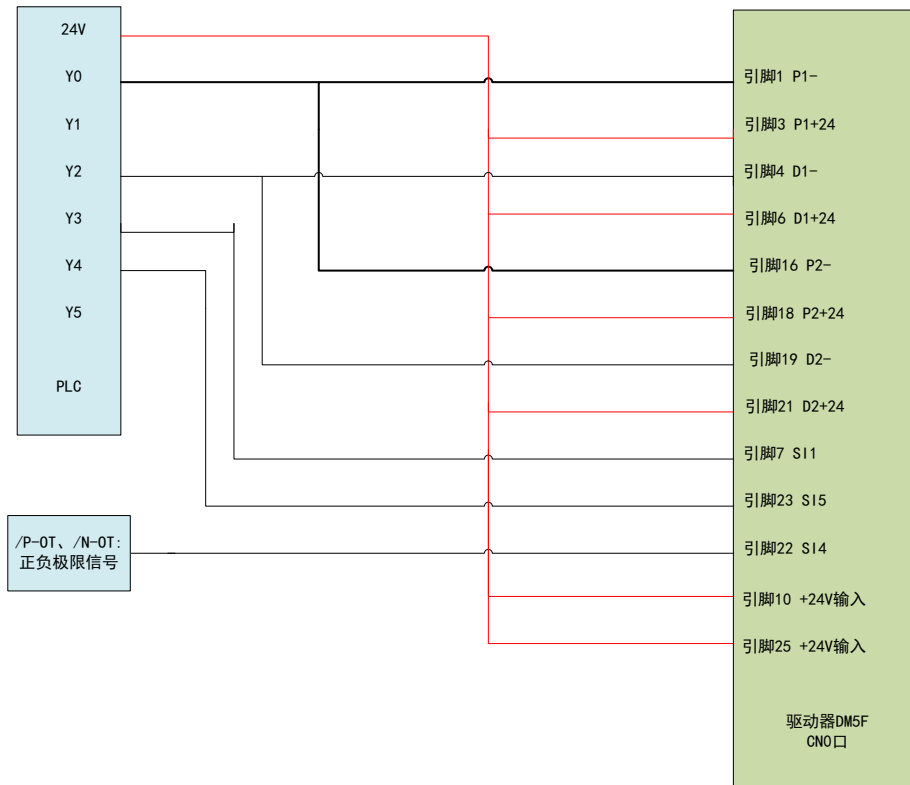 24V
Y0
Y1
Y2
Y3
Y4
Y5
PLC
/P-OT、/N-OT:
正负极限信号
引脚1 P1-
引脚3 P1+24
引脚4 D1-
引脚6 D1+24
引脚16 P2-
引脚18 P2+24
引脚19 D2-
引脚21 D2+24
引脚7 SI1
引脚23 SI5
引脚22 SI4
引脚10 +24V输入
引脚25 +24V输入
驱动器DM5F
CN0口